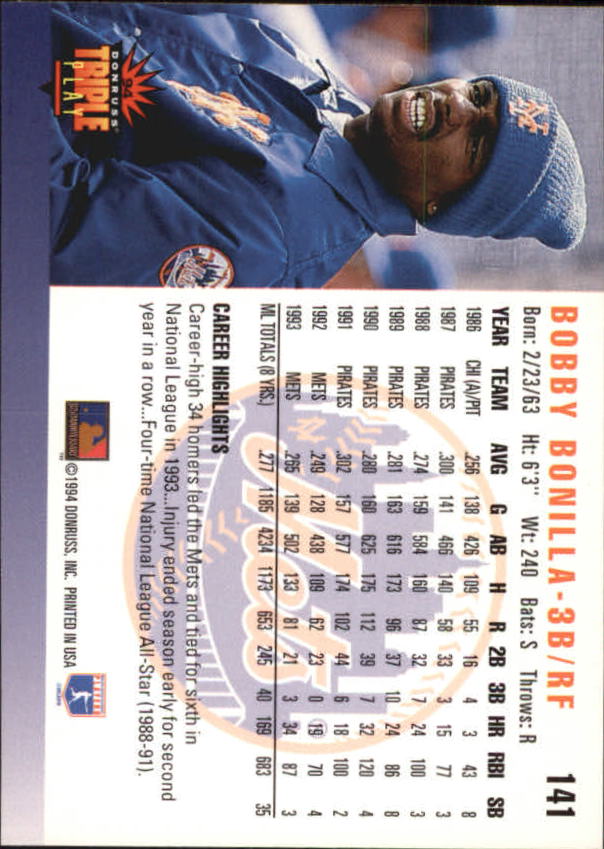 BOBBY BONILLA-3B/RF 141
Born: 2/23/63 Ht: 6'3" Wt: 240 Bats: S Throws: R
YEAR TEAM AVG G AB H R 2B 3B HR RBI SB
1986 CHI (A)/PIT .256 138 426 109 55 16 4 3 43 8
1987 PIRATES .300 141 466 140 58 33 3 15 77 3
1988 PIRATES .274 159 584 160 87 32 7 24 100 3
1989 PIRATES .281 163 616 173 96 37 10 24 86 8
1990 PIRATES .280 160 625 175 112 39 7 32 120 4
1991 PIRATES .302 157 577 174 102 44 6 18 100 2
1992 METS .249 128 438 109 62 23 0 19 70 4
1993 METS .266 139 502 133 81 21 3 34 87 3
ML TOTALS (8 YRS.) .277 1185 4234 1173 653 245 40 169 683 35
CAREER HIGHLIGHTS
Career-high 34 homers led the Mets and tied for sixth in
National League in 1993...Injury ended season early for second
year in a row...Four-time National League All-Star (1988-91).
©1994 DONRUSS, INC. PRINTED IN USA
94
DONRUSS
TRIPLE
PLAY
NY
Mets
Mets